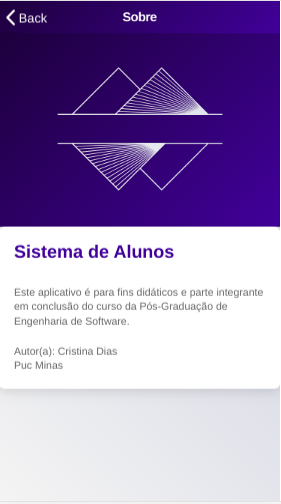 Back
Sobre
Sistema de Alunos
Este aplicativo é para fins didáticos e parte integrante
em conclusão do curso da Pós-Graduação de
Engenharia de Software.
Autor(a): Cristina Dias
Puc Minas